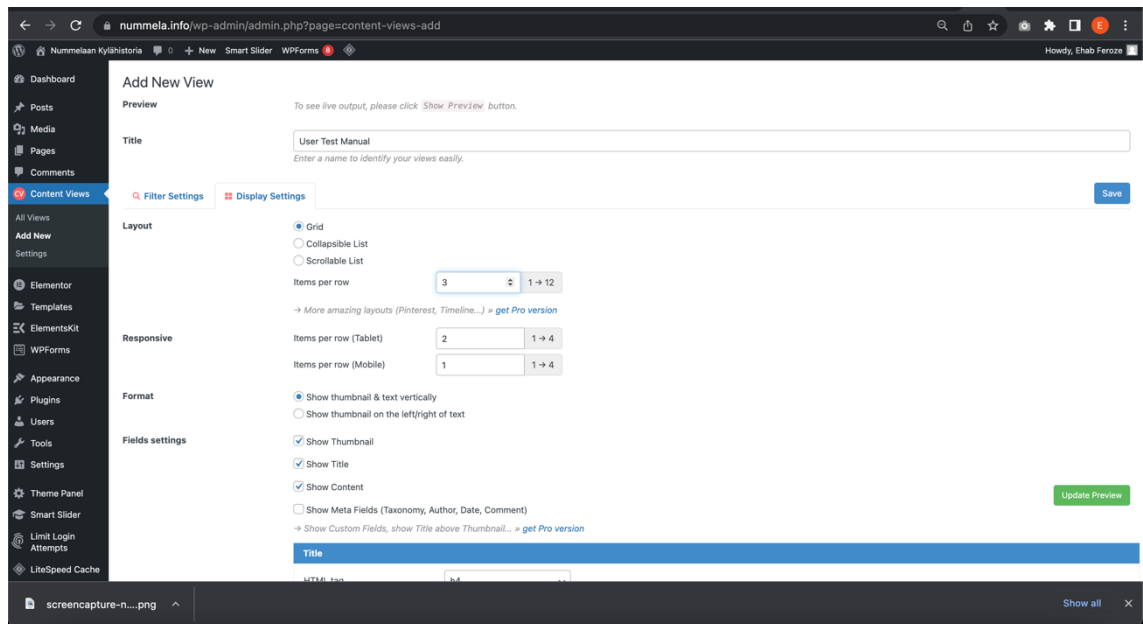 nummela.info/wp-admin/admin.php?page=content-views-add
E
Nummelaan Kylähistoria 0 + New Smart Slider WPForms 8
Howdy, Ehab Feroze
Dashboard
Posts
Media
Pages
Comments
CV Content Views
All Views
Add New
Settings
Elementor
Templates
ElementsKit
WPForms
Appearance
Plugins
Users
Tools
Settings
Theme Panel
Smart Slider
Limit Login
Attempts
LiteSpeed Cache
Add New View
Preview To see live output, please click Show Preview button.
Title User Test Manual
Enter a name to identify your views easily.
Filter Settings Display Settings Save
Layout Grid
Collapsible List
Scrollable List
Items per row 3 1 → 12
→ More amazing layouts (Pinterest, Timeline...) » get Pro version
Responsive Items per row (Tablet) 2 1 → 4
Items per row (Mobile) 1 1 → 4
Format Show thumbnail & text vertically
Show thumbnail on the left/right of text
Fields settings Show Thumbnail
Show Title
Show Content
Update Preview
Show Meta Fields (Taxonomy, Author, Date, Comment)
→ Show Custom Fields, show Title above Thumbnail... » get Pro version
Title
HTML tag h4
screencapture-n....png
Show all